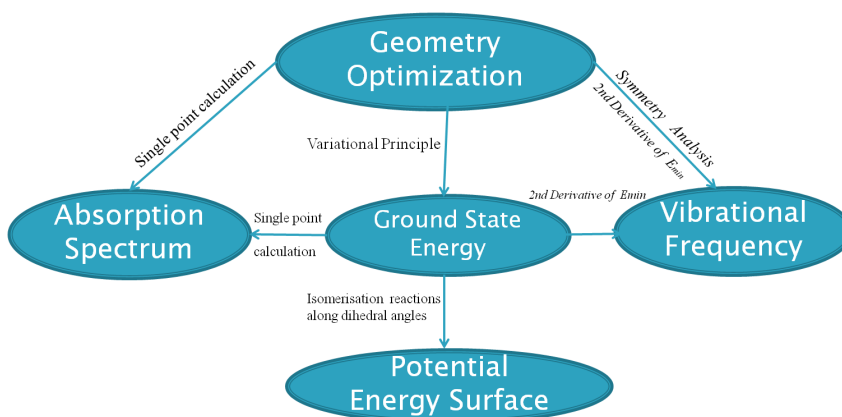 Geometry
Optimization
Single point calculation
Symmetry Analysis
2nd Derivative of Emin
Variational Principle
Absorption
Spectrum
Single point
calculation
Ground State
Energy
2nd Derivative of Emin
Vibrational
Frequency
Isomerisation reactions
along dihedral angles
Potential
Energy Surface